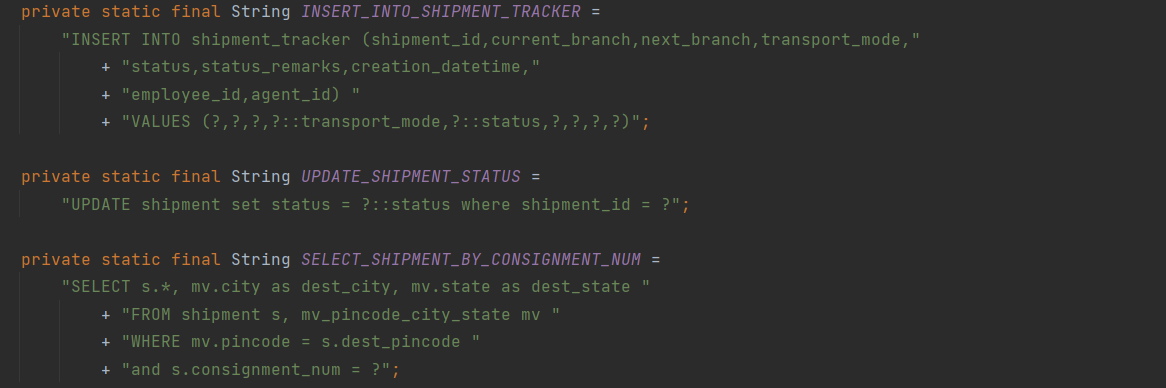 private static final String INSERT_INTO_SHIPMENT_TRACKER =
"INSERT INTO shipment_tracker (shipment_id,current_branch,next_branch,transport_mode,"
+ "status,status_remarks,creation_datetime,"
+ "employee_id,agent_id) "
+ "VALUES (?,?,?,?::transport_mode,?::status,?,?,?,?)";
private static final String UPDATE_SHIPMENT_STATUS =
"UPDATE shipment set status = ?::status where shipment_id = ?";
private static final String SELECT_SHIPMENT_BY_CONSIGNMENT_NUM =
"SELECT s.*, mv.city as dest_city, mv.state as dest_state "
+ "FROM shipment s, mv_pincode_city_state mv "
+ "WHERE mv.pincode = s.dest_pincode "
+ "and s.consignment_num = ?";